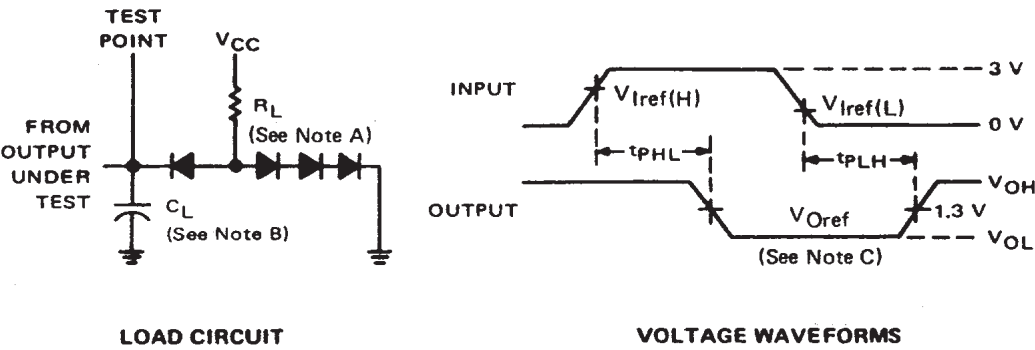 TEST
POINT
VCC
RL
(See Note A)
FROM
OUTPUT
UNDER
TEST
CL
(See Note B)
LOAD CIRCUIT
INPUT
VIref(H)
VIref(L)
3 V
0 V
tPHL
tPLH
OUTPUT
VOref
(See Note C)
1.3 V
VOH
VOL
VOLTAGE WAVEFORMS